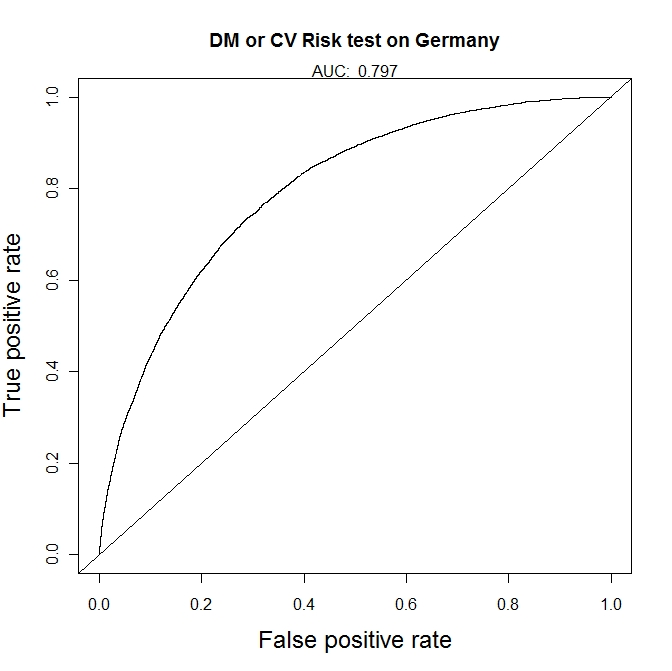 DM or CV Risk test on Germany
AUC: 0.797
True positive rate
1.0
0.8
0.6
0.4
0.2
0.0
0.0 0.2 0.4 0.6 0.8 1.0
False positive rate